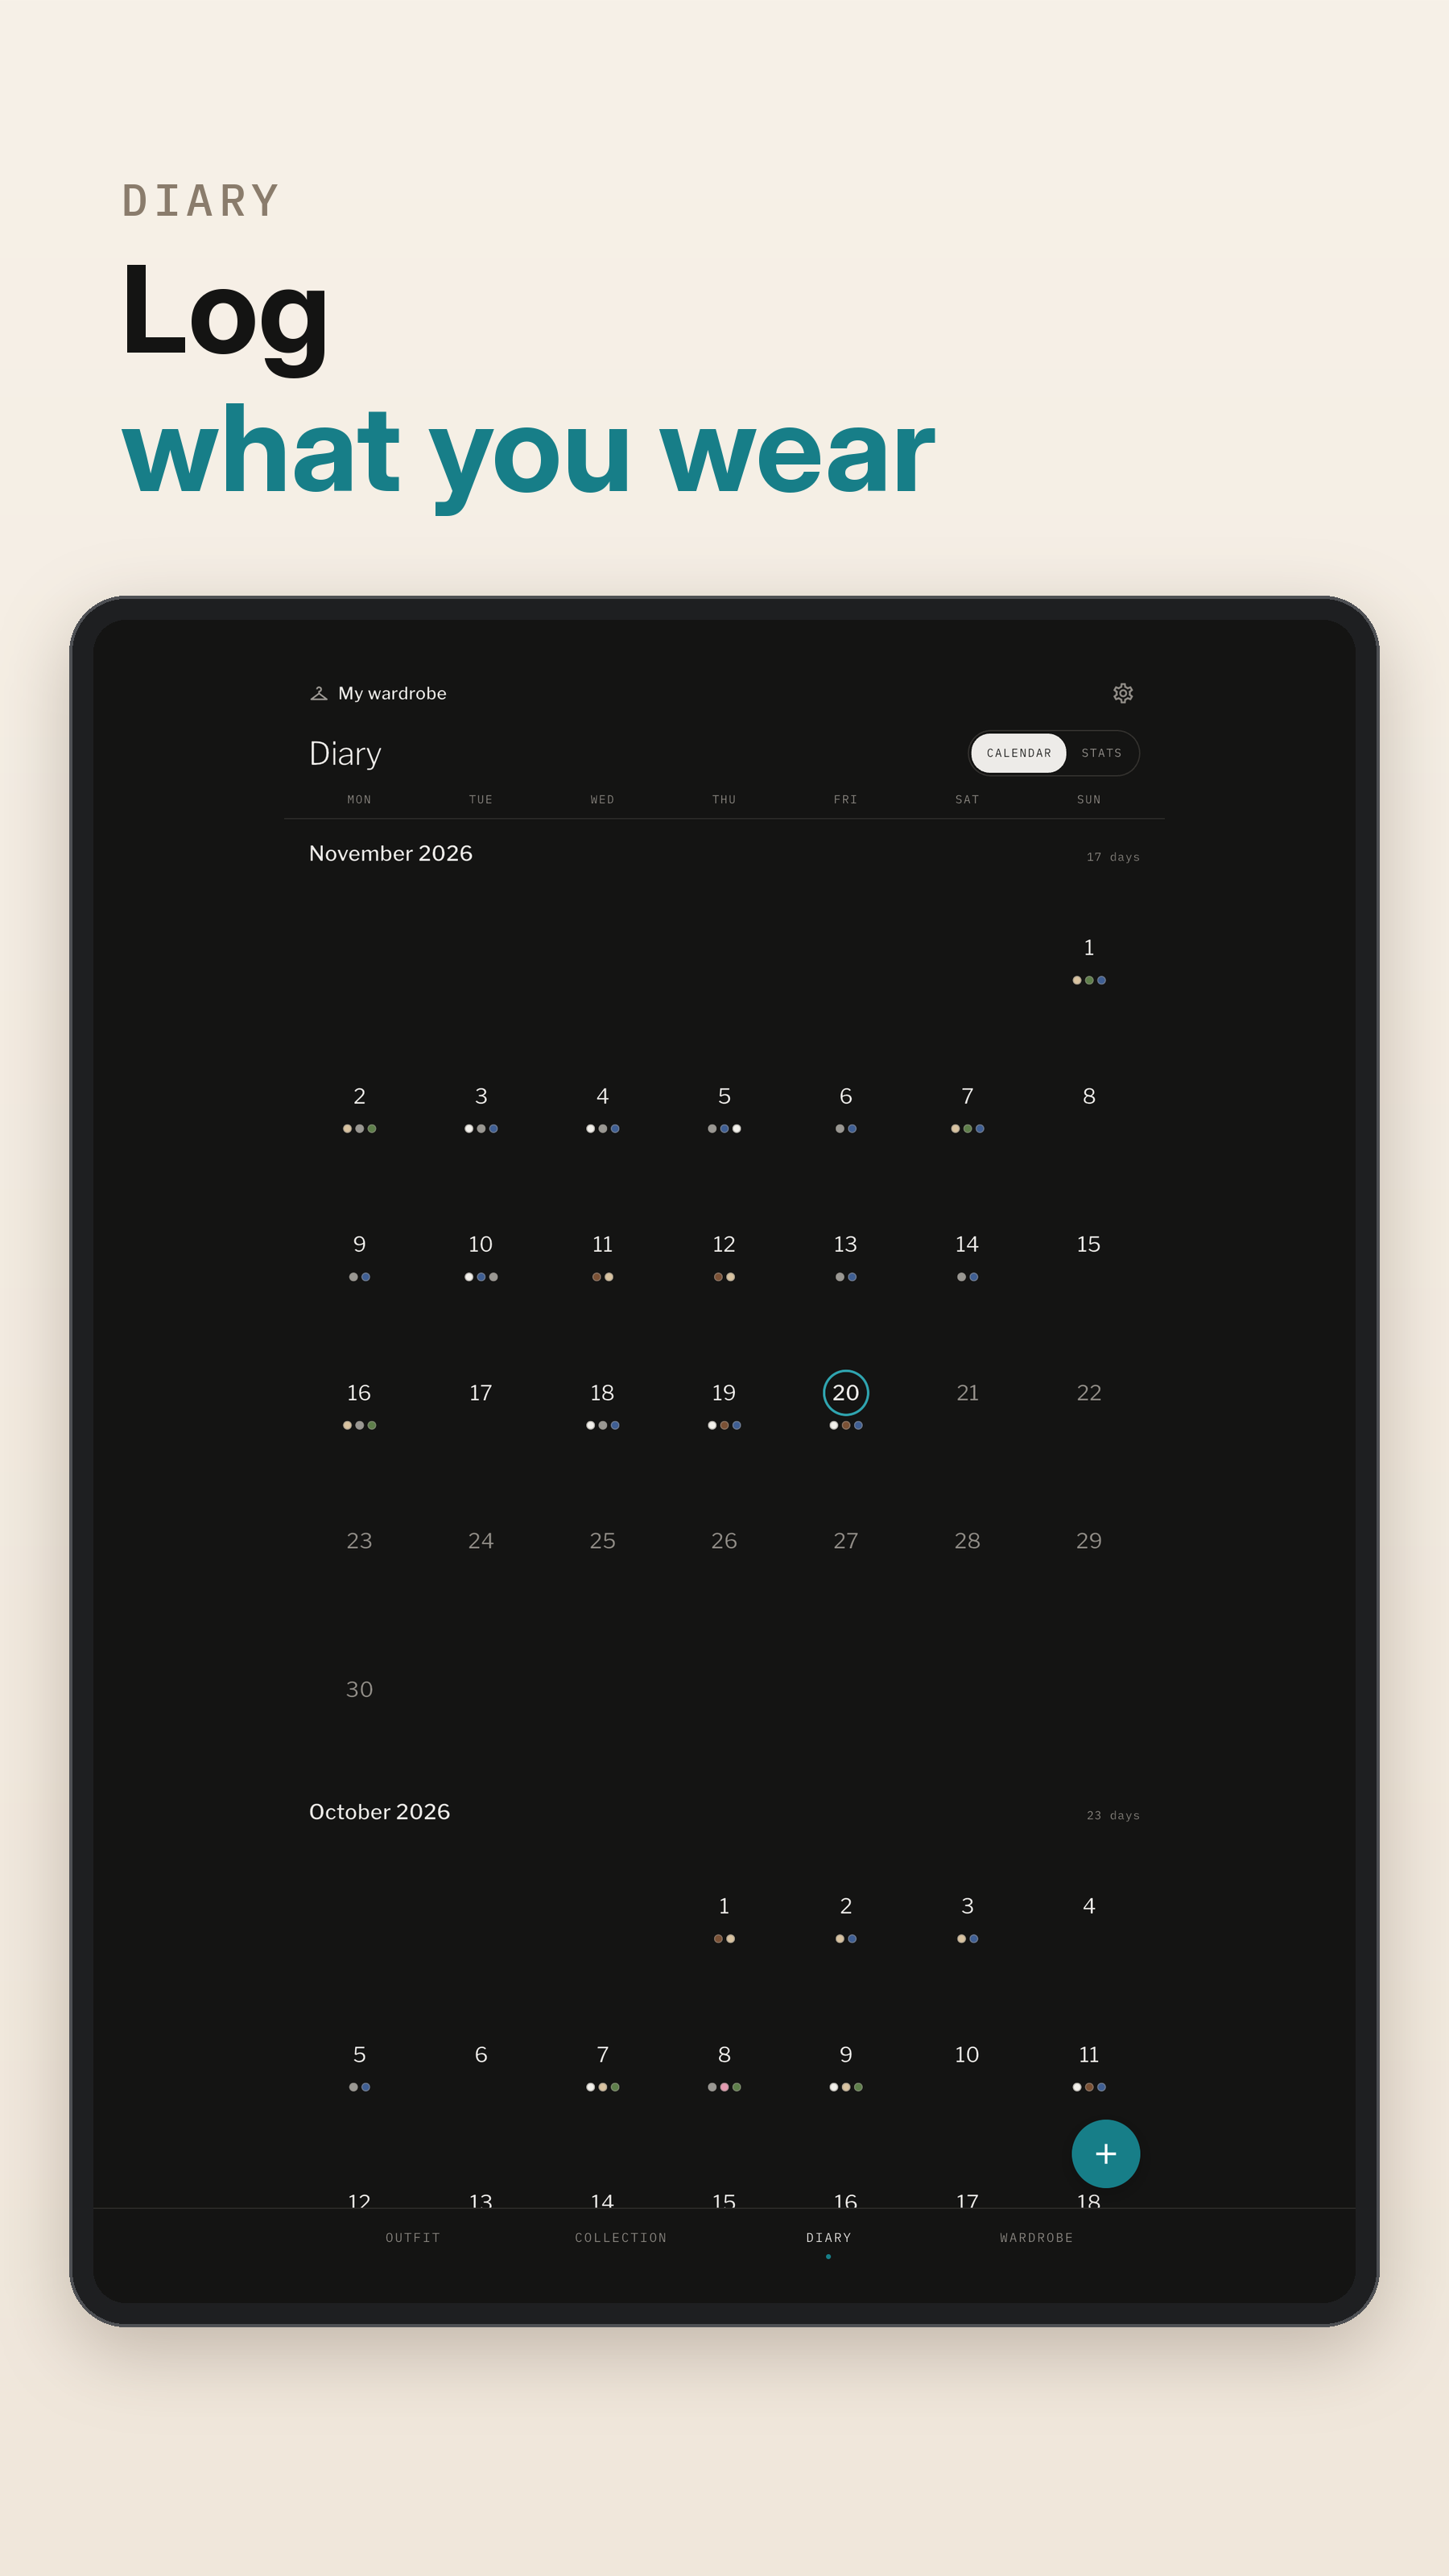 DIARY
Log
what you wear
My wardrobe
Diary
CALENDAR STATS
MON TUE WED THU FRI SAT SUN
November 2026 17 days
1
2 3 4 5 6 7 8
9 10 11 12 13 14 15
16 17 18 19 20 21 22
23 24 25 26 27 28 29
30
October 2026 23 days
1 2 3 4
5 6 7 8 9 10 11
12 13 14 15 16 17 18
OUTFIT COLLECTION DIARY WARDROBE